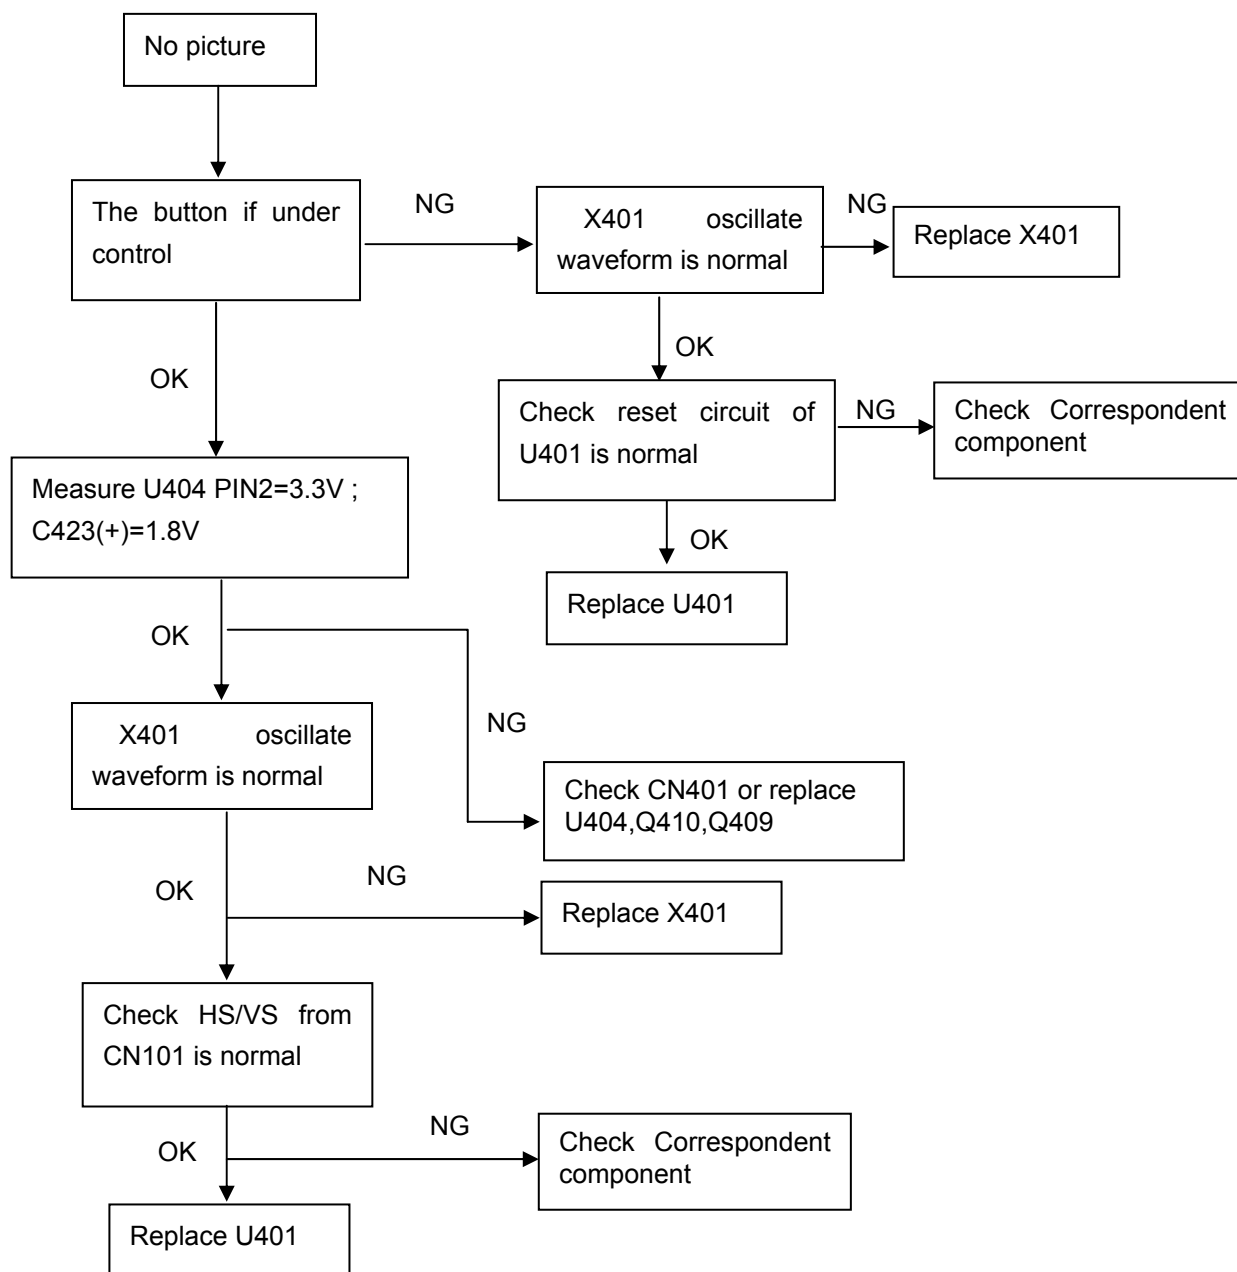 No picture
The button if under
control
NG
X401 oscillate
waveform is normal
NG
Replace X401
OK
OK
Check reset circuit of
U401 is normal
NG
Check Correspondent
component
Measure U404 PIN2=3.3V ;
C423(+)=1.8V
OK
Replace U401
OK
X401 oscillate
waveform is normal
NG
Check CN401 or replace
U404,Q410,Q409
OK
NG
Replace X401
Check HS/VS from
CN101 is normal
OK
NG
Check Correspondent
component
Replace U401